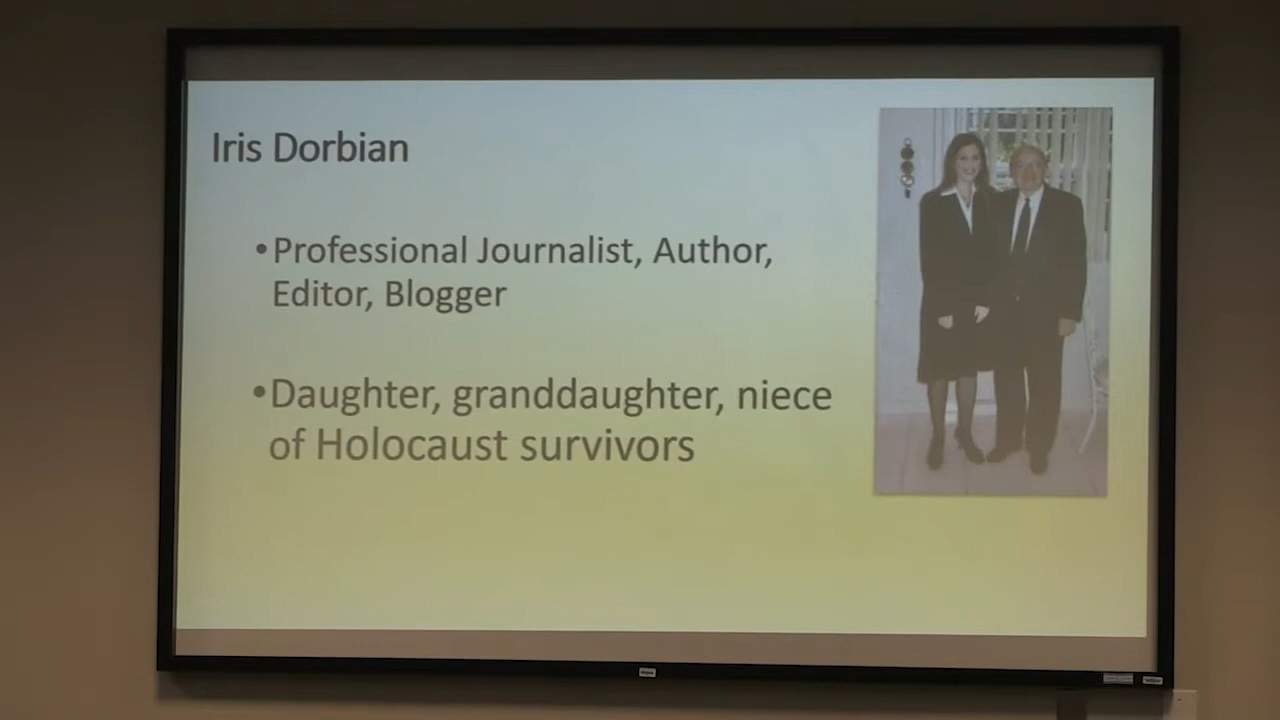 Iris Dorbian
•Professional Journalist, Author,
Editor, Blogger
•Daughter, granddaughter, niece
of Holocaust survivors